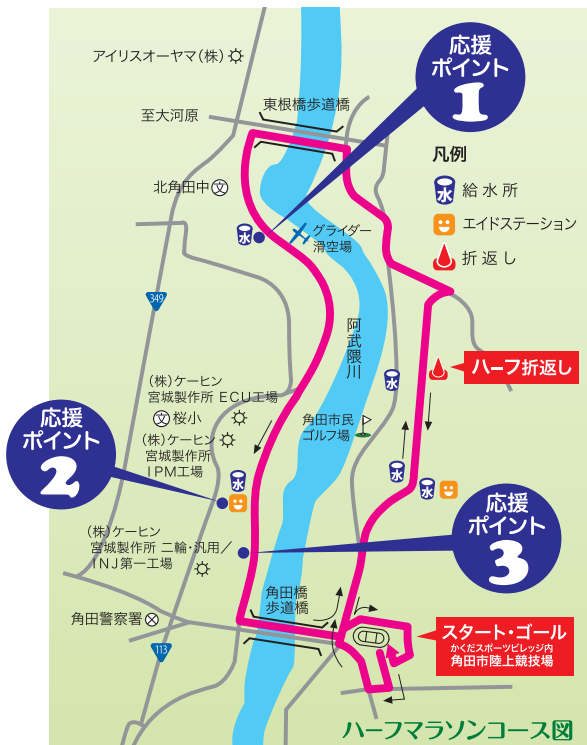 アイリスオーヤマ(株)
応援
ポイント
1
至大河原
東根橋歩道橋
凡例
水
給水所
エイドステーション
折返し
北角田中
文
水
グライダー
滑空場
349
阿武隈川
ハーフ折返し
水
(株)ケーヒン
宮城製作所 ECU工場
文
桜小
角田市民
ゴルフ場
(株)ケーヒン
宮城製作所
IPM工場
応援
ポイント
2
水
水
水
応援
ポイント
3
(株)ケーヒン
宮城製作所 二輪・汎用/
INJ第一工場
角田橋
歩道橋
角田警察署
113
スタート・ゴール
かくだスポーツビレッジ内
角田市陸上競技場
ハーフマラソンコース図